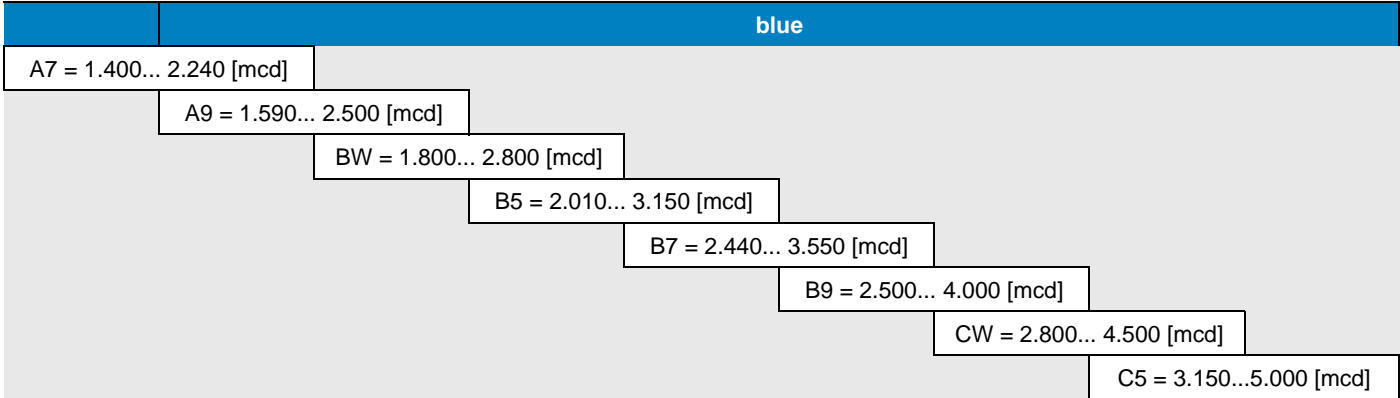 blue
A7 = 1.400... 2.240 [mcd]
A9 = 1.590... 2.500 [mcd]
BW = 1.800... 2.800 [mcd]
B5 = 2.010... 3.150 [mcd]
B7 = 2.440... 3.550 [mcd]
B9 = 2.500... 4.000 [mcd]
CW = 2.800... 4.500 [mcd]
C5 = 3.150...5.000 [mcd]